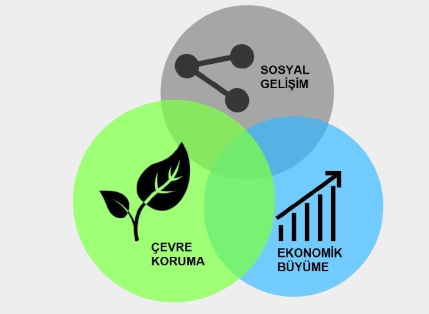 SOSYAL
GELİŞİM
ÇEVRE
KORUMA
EKONOMİK
BÜYÜME